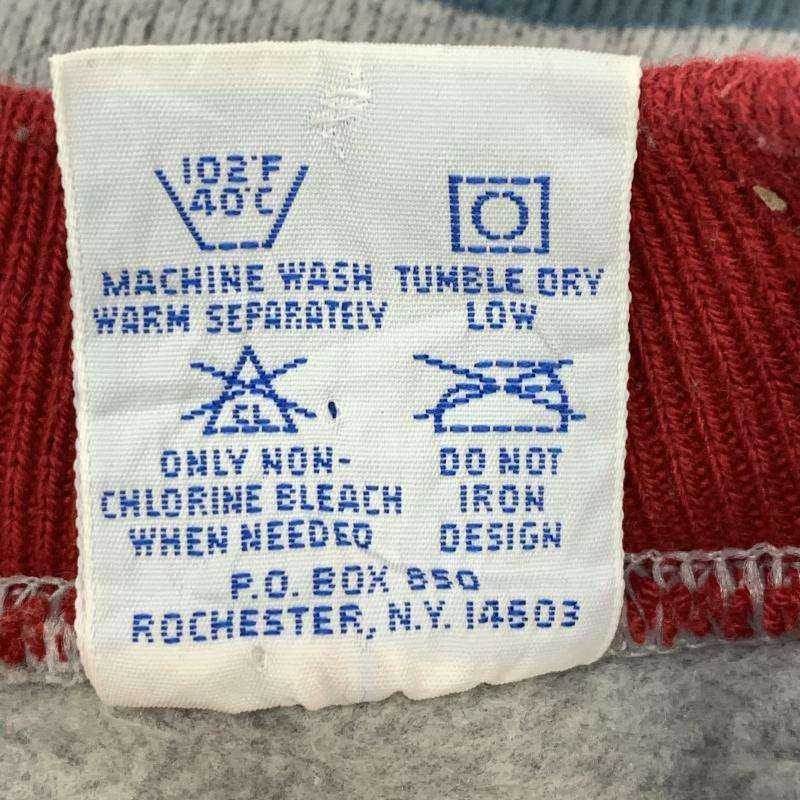 102°F
40°C
MACHINE WASH
WARM SEPARATELY
TUMBLE DRY
LOW
CL
ONLY NON-
CHLORINE BLEACH
WHEN NEEDED
DO NOT
IRON
DESIGN
P.O. BOX 850
ROCHESTER, N.Y. 14603